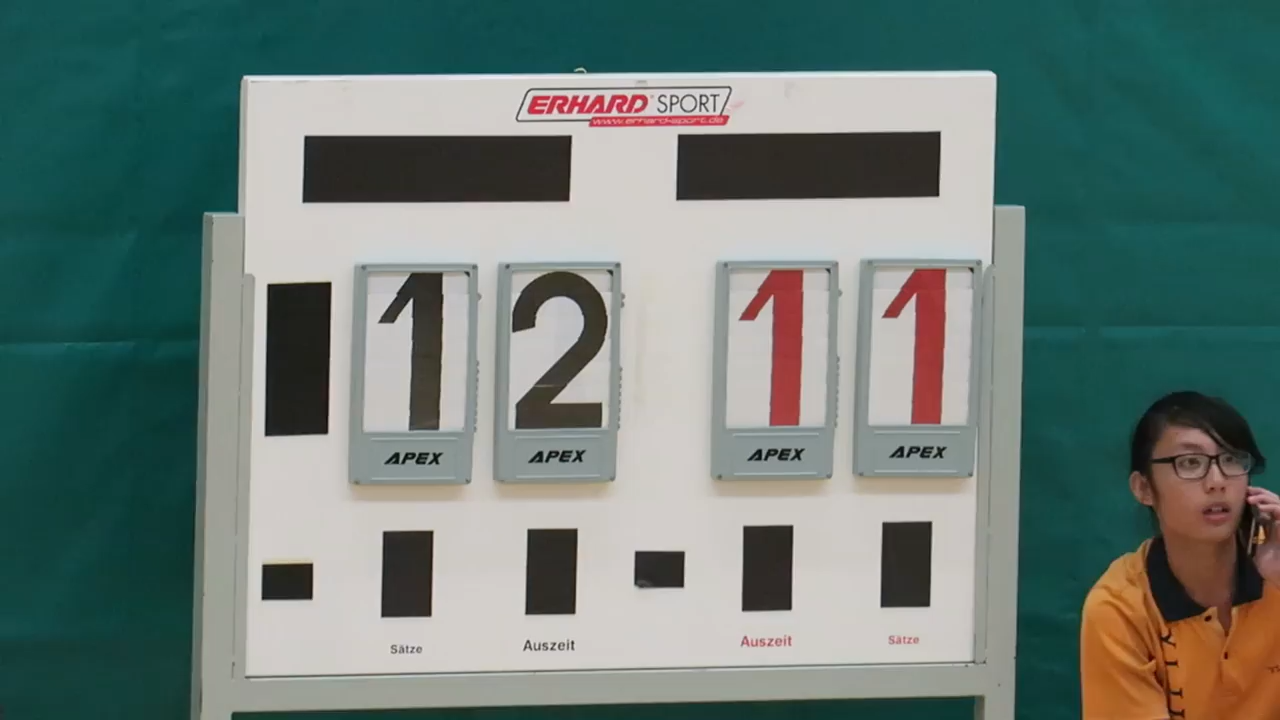 ERHARD SPORT
www.erhard-sport.de
12 11
APEX APEX APEX APEX
Sätze Auszeit Auszeit Sätze